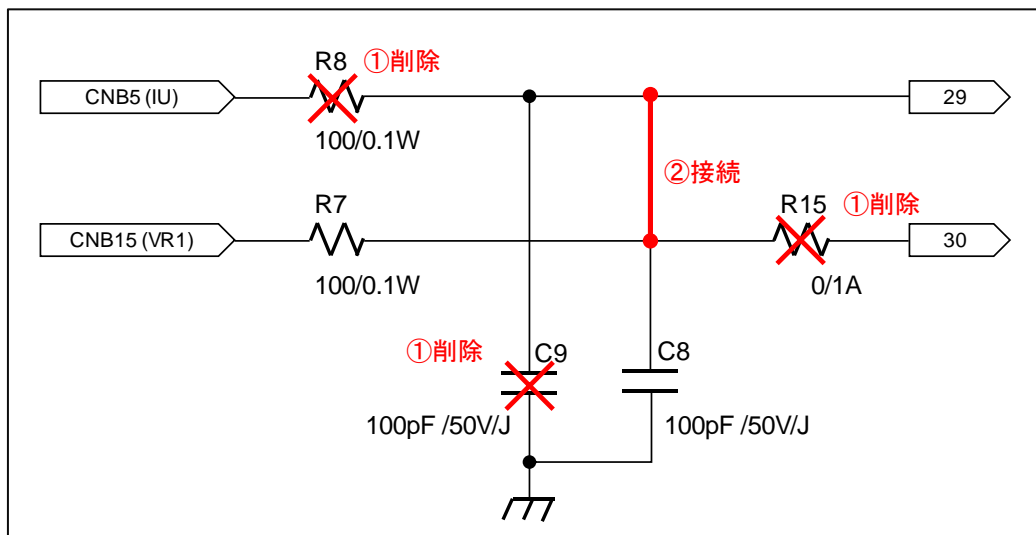 R8 ①削除
CNB5 (IU)
29
100/0.1W
②接続
R7
R15 ①削除
CNB15 (VR1)
30
100/0.1W
0/1A
①削除 C9
C8
100pF /50V/J
100pF /50V/J